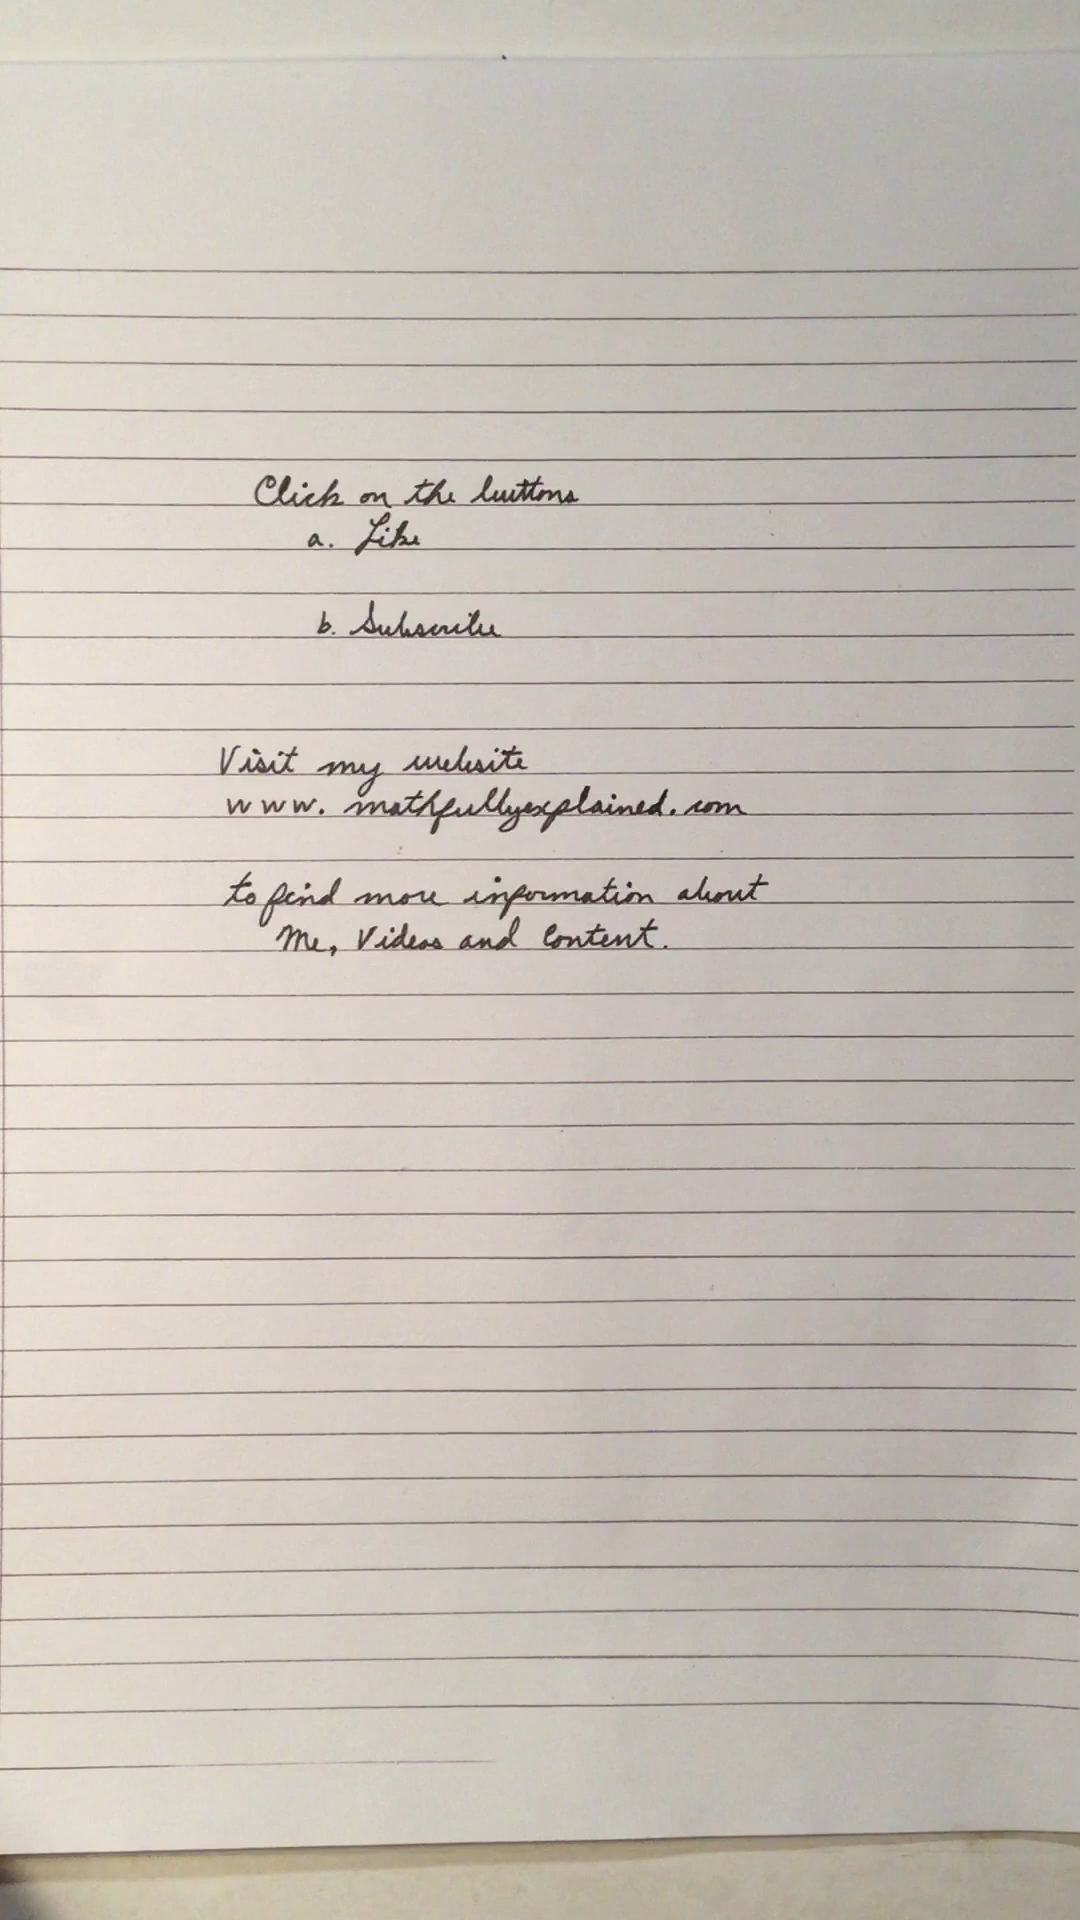 Click on the buttons
a. Like
b. Subscribe
Visit my website
www.mathfullyexplained.com
to find more information about
Me, Videos and Content.